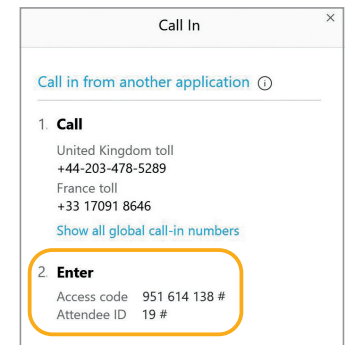 Call In
×
Call in from another application ⓘ
1. Call
United Kingdom toll
+44-203-478-5289
France toll
+33 17091 8646
Show all global call-in numbers
2. Enter
Access code 951 614 138 #
Attendee ID 19 #